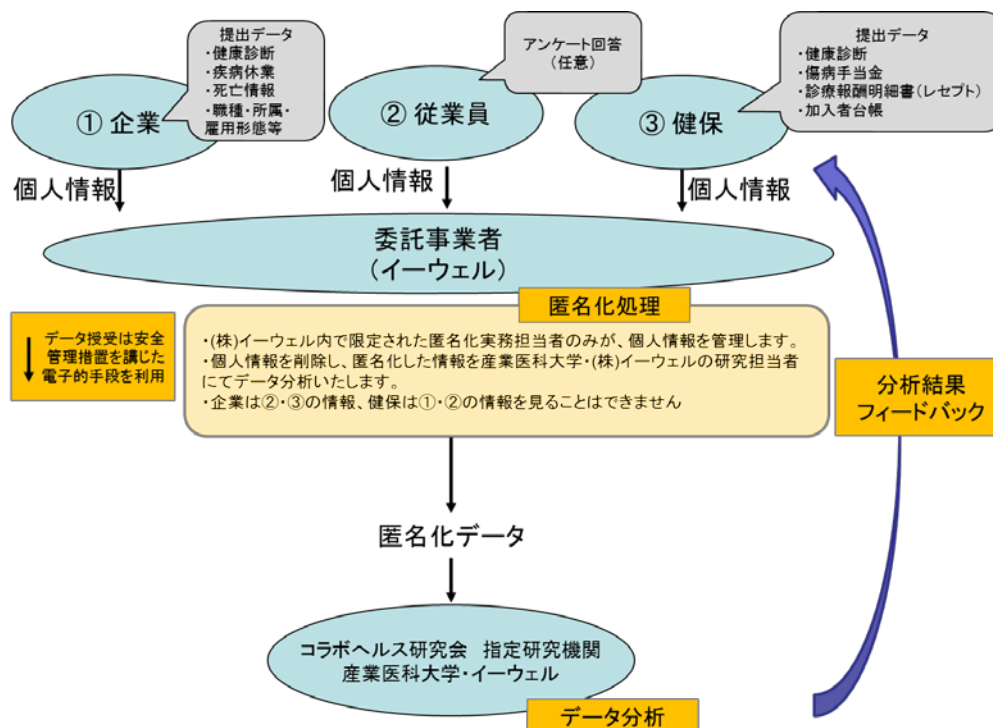 提出データ
・健康診断
・疾病休業
・死亡情報
・職種・所属・
雇用形態等
① 企業
アンケート回答
(任意)
② 従業員
提出データ
・健康診断
・傷病手当金
・診療報酬明細書(レセプト)
・加入者台帳
③ 健保
個人情報
個人情報
個人情報
委託事業者
(イーウェル)
匿名化処理
データ授受は安全
管理措置を講じた
電子的手段を利用
・(株)イーウェル内で限定された匿名化実務担当者のみが、個人情報を管理します。
・個人情報を削除し、匿名化した情報を産業医科大学・(株)イーウェルの研究担当者
にてデータ分析いたします。
・企業は②・③の情報、健保は①・②の情報を見ることはできません
分析結果
フィードバック
匿名化データ
コラボヘルス研究会 指定研究機関
産業医科大学・イーウェル
データ分析